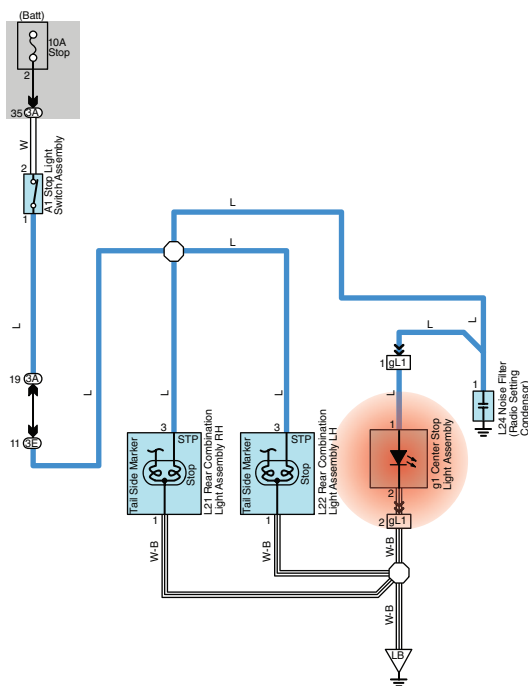 (Batt)
10A
Stop
2
35 3A
W
2
A1 Stop Light
Switch Assembly
1
L
19 3A
11 3E
L
L
L
3
STP
Tail Side Marker
Stop
L21 Rear Combination
Light Assembly RH
1
W-B
L
3
STP
Tail Side Marker
Stop
L22 Rear Combination
Light Assembly LH
1
W-B
L
1 gL1
L
1
g1 Center Stop
Light Assembly
2
2 gL1
W-B
W-B
LB
L
1
L24 Noise Filter
(Radio Setting
Condensor)